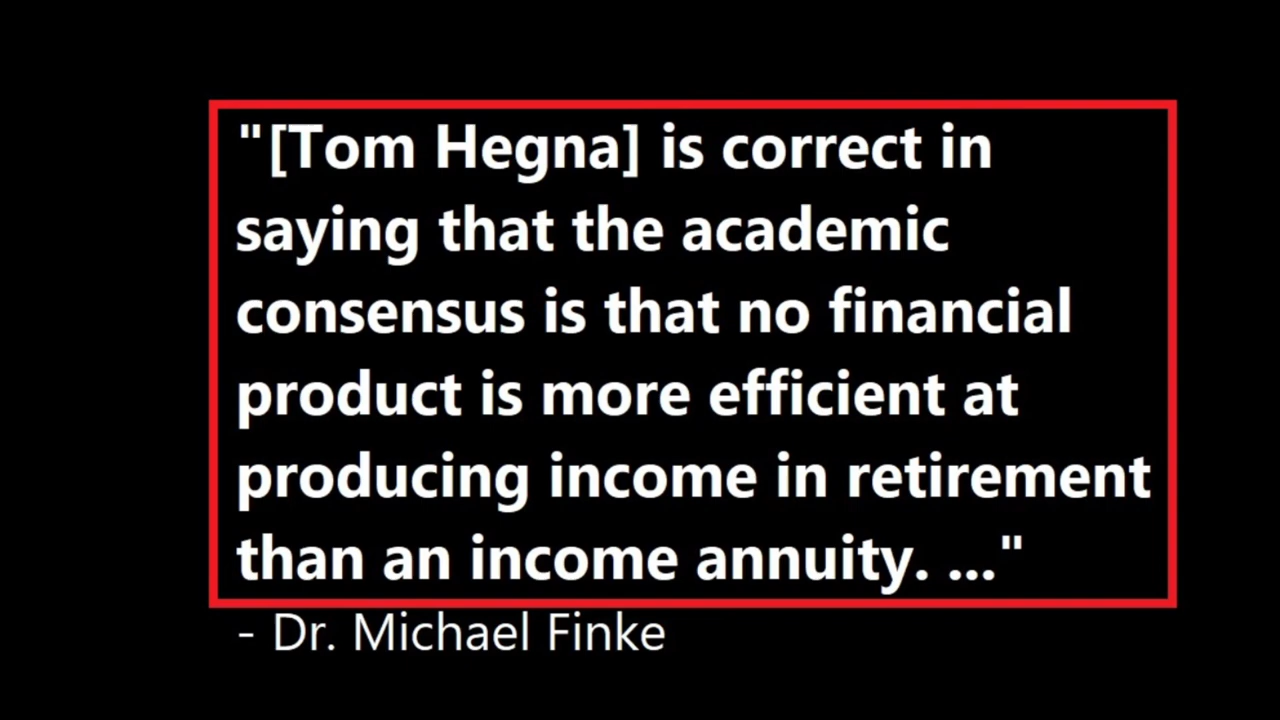 "[Tom Hegna] is correct in
saying that the academic
consensus is that no financial
product is more efficient at
producing income in retirement
than an income annuity. ..."
- Dr. Michael Finke